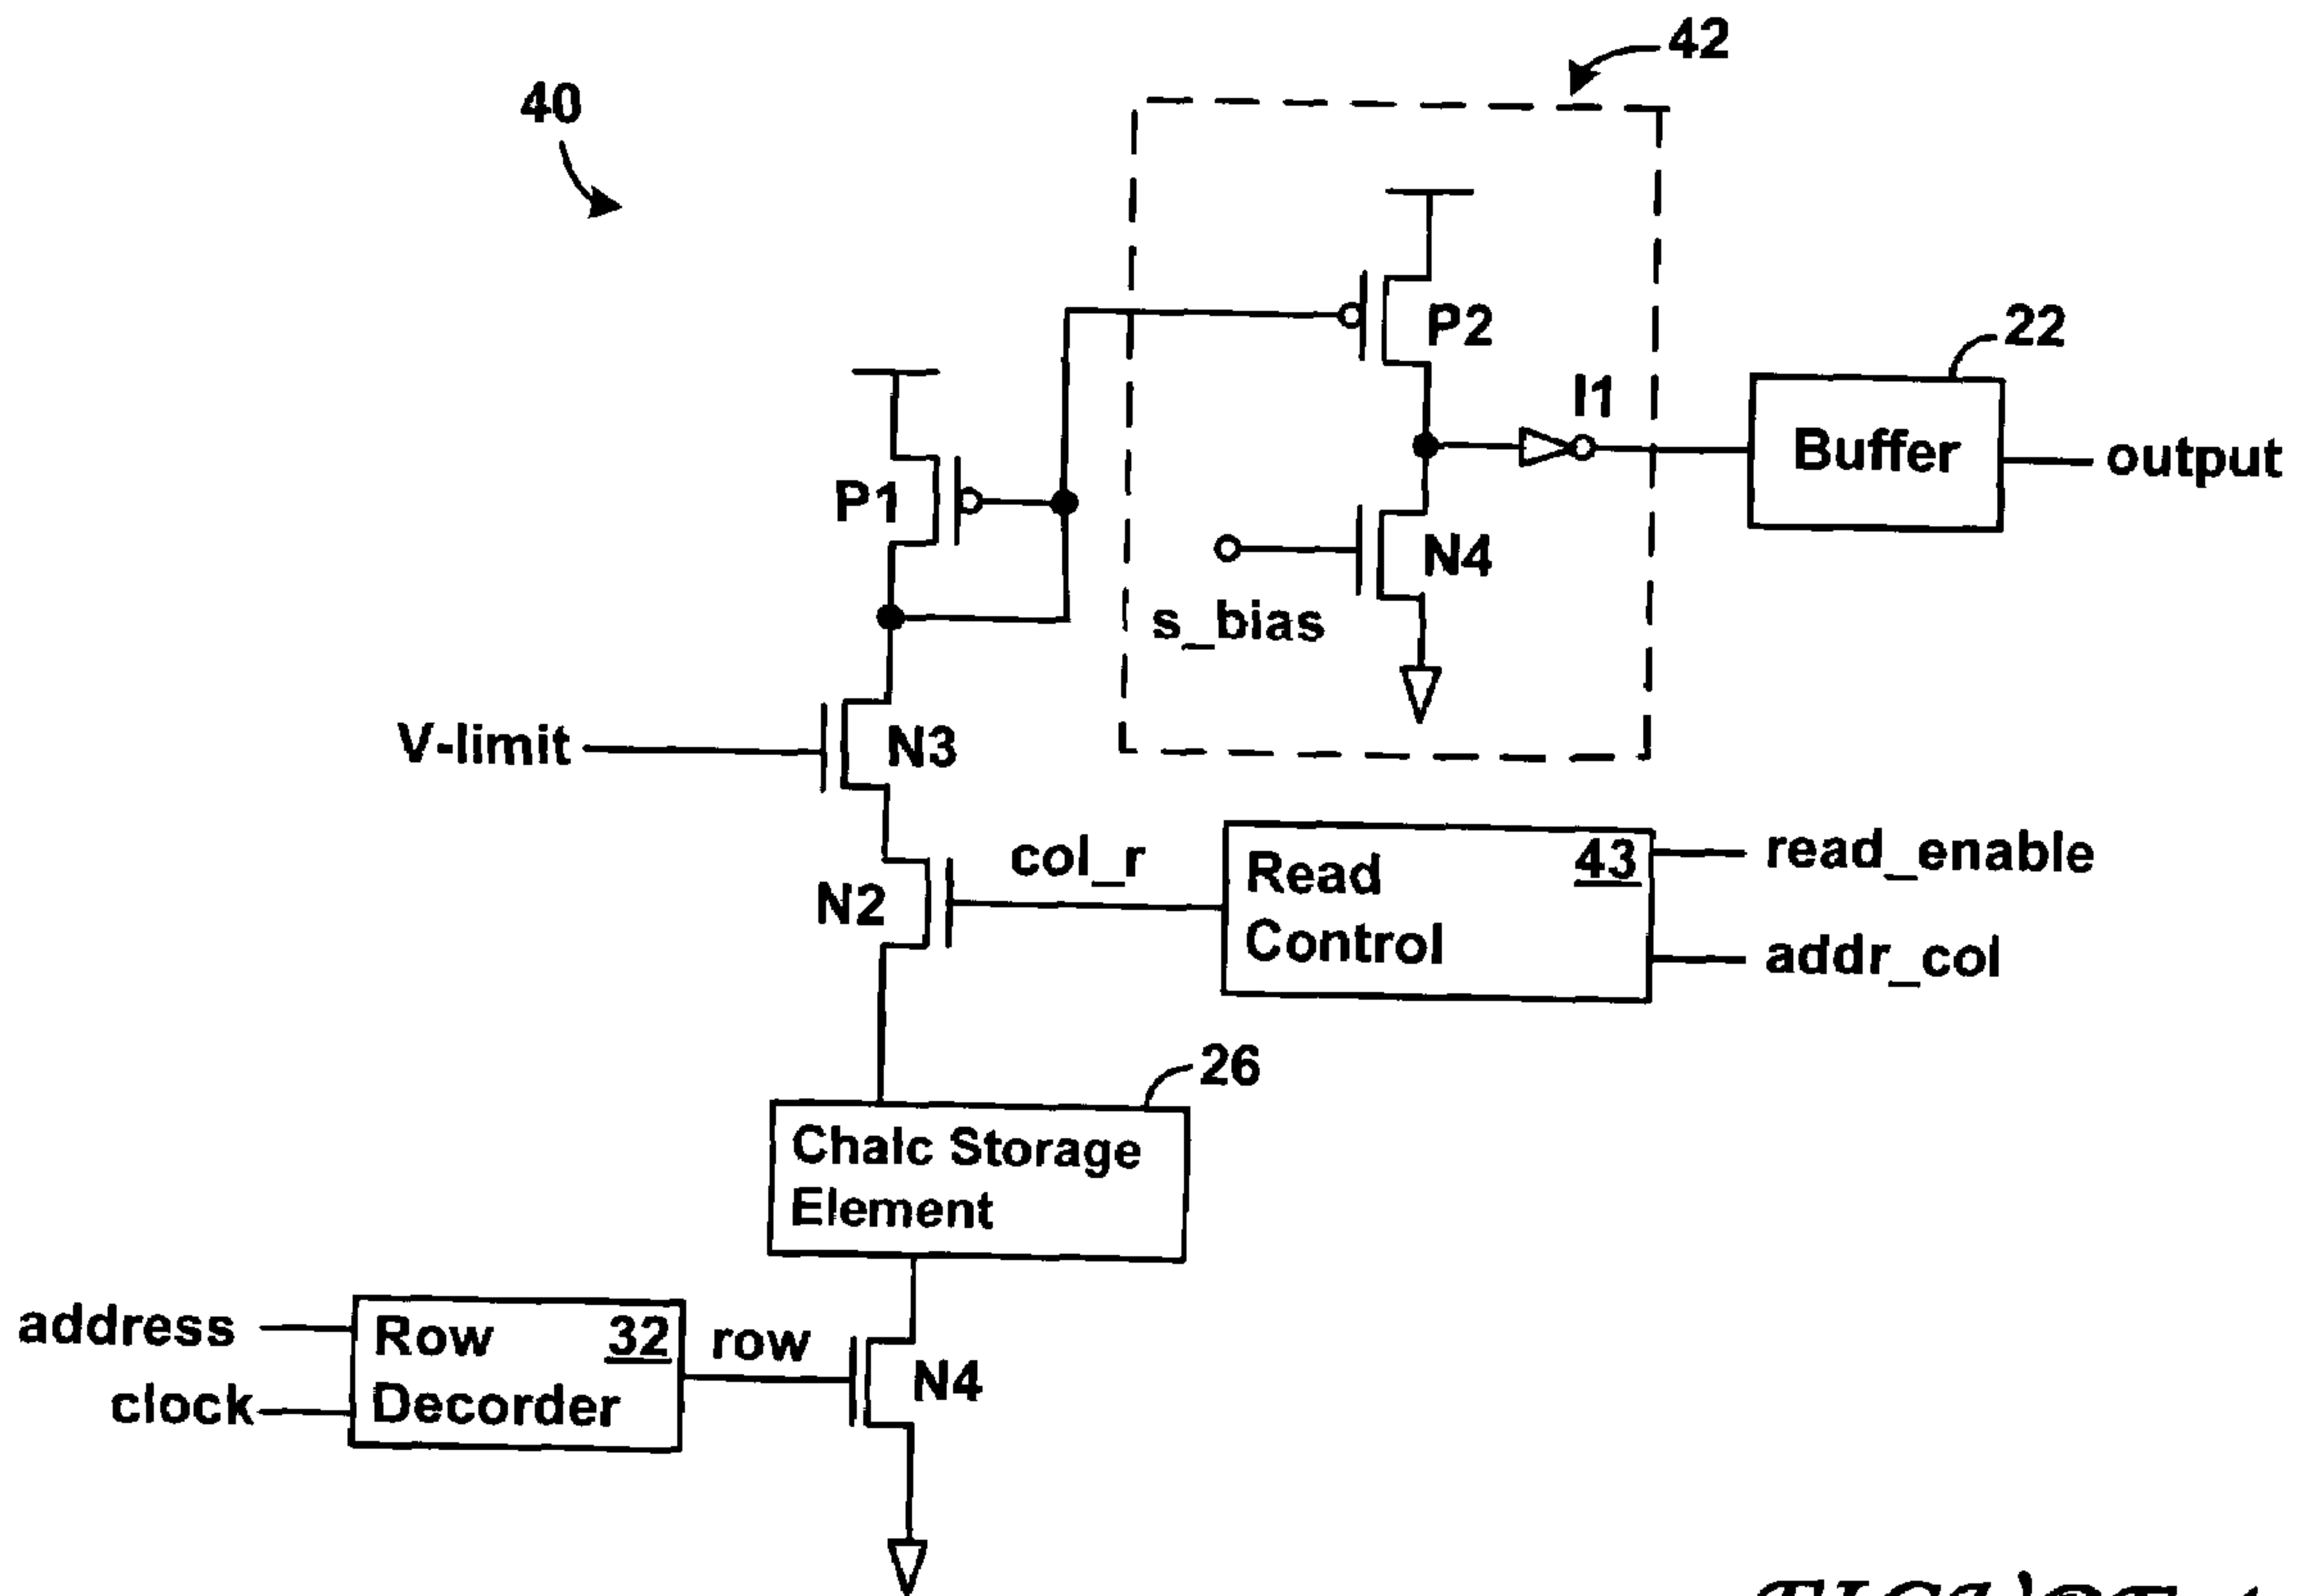 40
42
P2
22
I1
Buffer
output
P1
N4
s_bias
V-limit
N3
col_r
Read
Control
43
read_enable
addr_col
N2
26
Chalc Storage
Element
address
clock
Row
Decorder
32
row
N4